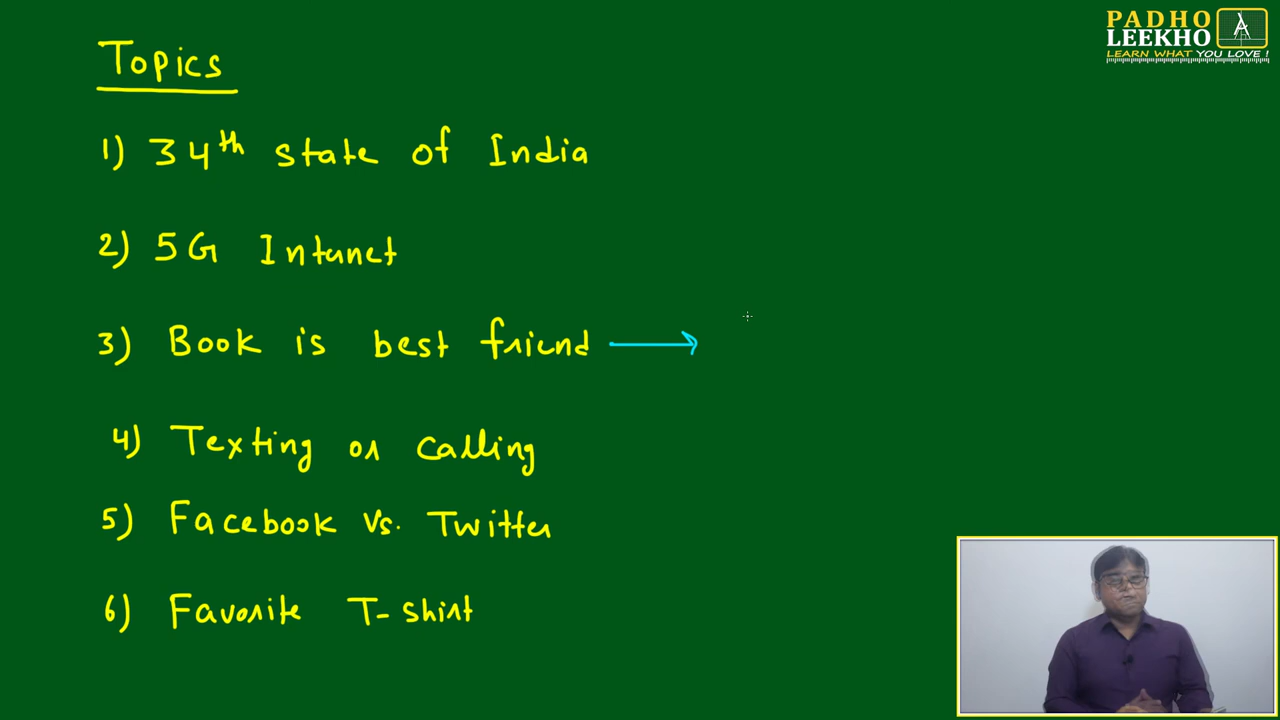 Topics
1) 34th state of India
2) 5G Internet
3) Book is best friend →
4) Texting or Calling
5) Facebook Vs. Twitter
6) Favorite T-shirt
PADHO
LEEKHO
LEARN WHAT YOU LOVE !